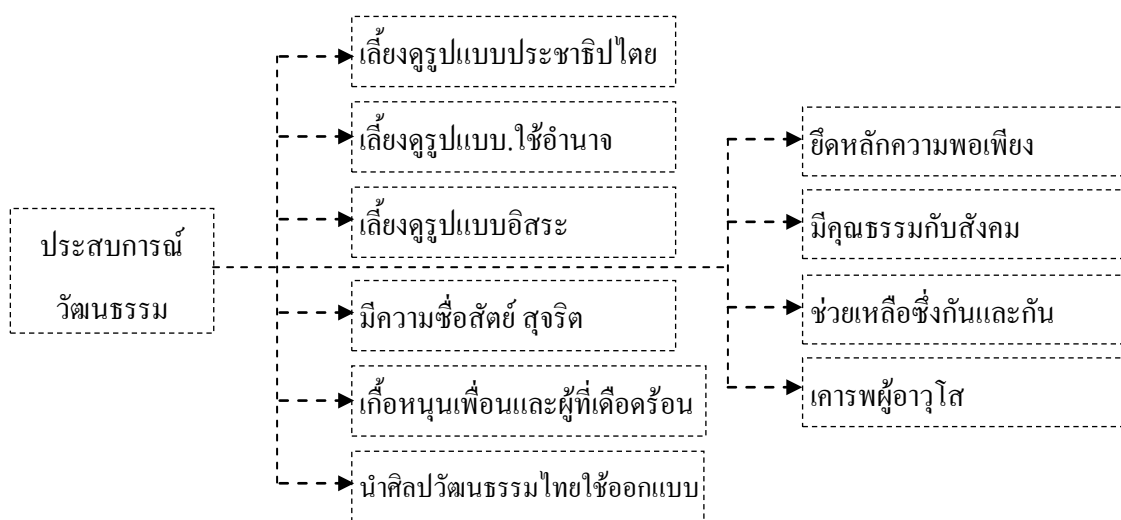 เลี้ยงดูรูปแบบประชาธิปไตย
เลี้ยงดูรูปแบบ.ใช้อำนาจ
เลี้ยงดูรูปแบบอิสระ
ประสบการณ์
วัฒนธรรม
มีความซื่อสัตย์ สุจริต
เกื้อหนุนเพื่อนและผู้ที่เดือดร้อน
นำศิลปวัฒนธรรมไทยใช้ออกแบบ
ยึดหลักความพอเพียง
มีคุณธรรมกับสังคม
ช่วยเหลือซึ่งกันและกัน
เคารพผู้อาวุโส